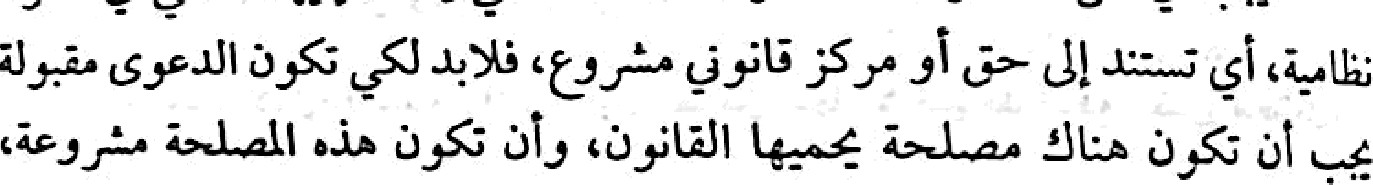 نظامية، أي تستند إلى حق أو مركز قانوني مشروع، فلابد لكي تكون الدعوى مقبولة
يجب أن تكون هناك مصلحة يحميها القانون، وأن تكون هذه المصلحة مشروعة،